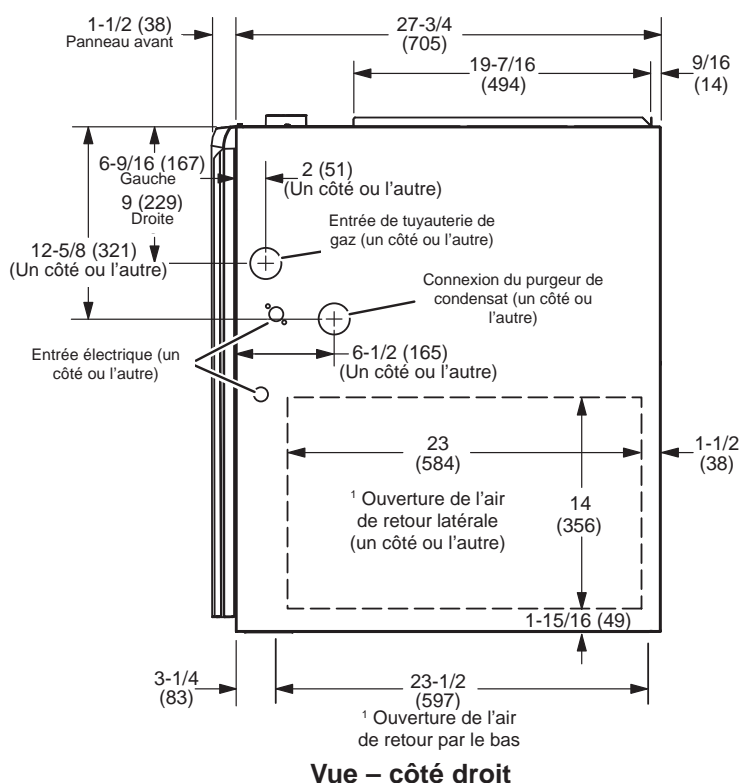 1-1/2 (38)
Panneau avant
27-3/4
(705)
19-7/16
(494)
9/16
(14)
6-9/16 (167)
Gauche
9 (229)
Droite
2 (51)
(Un côté ou l'autre)
12-5/8 (321)
(Un côté ou l'autre)
Entrée de tuyauterie de
gaz (un côté ou l'autre)
Connexion du purgeur de
condensat (un côté ou
l'autre)
Entrée électrique (un
côté ou l'autre)
6-1/2 (165)
(Un côté ou l'autre)
23
(584)
1-1/2
(38)
¹ Ouverture de l'air
de retour latérale
(un côté ou l'autre)
14
(356)
1-15/16 (49)
3-1/4
(83)
23-1/2
(597)
¹ Ouverture de l'air
de retour par le bas
Vue – côté droit